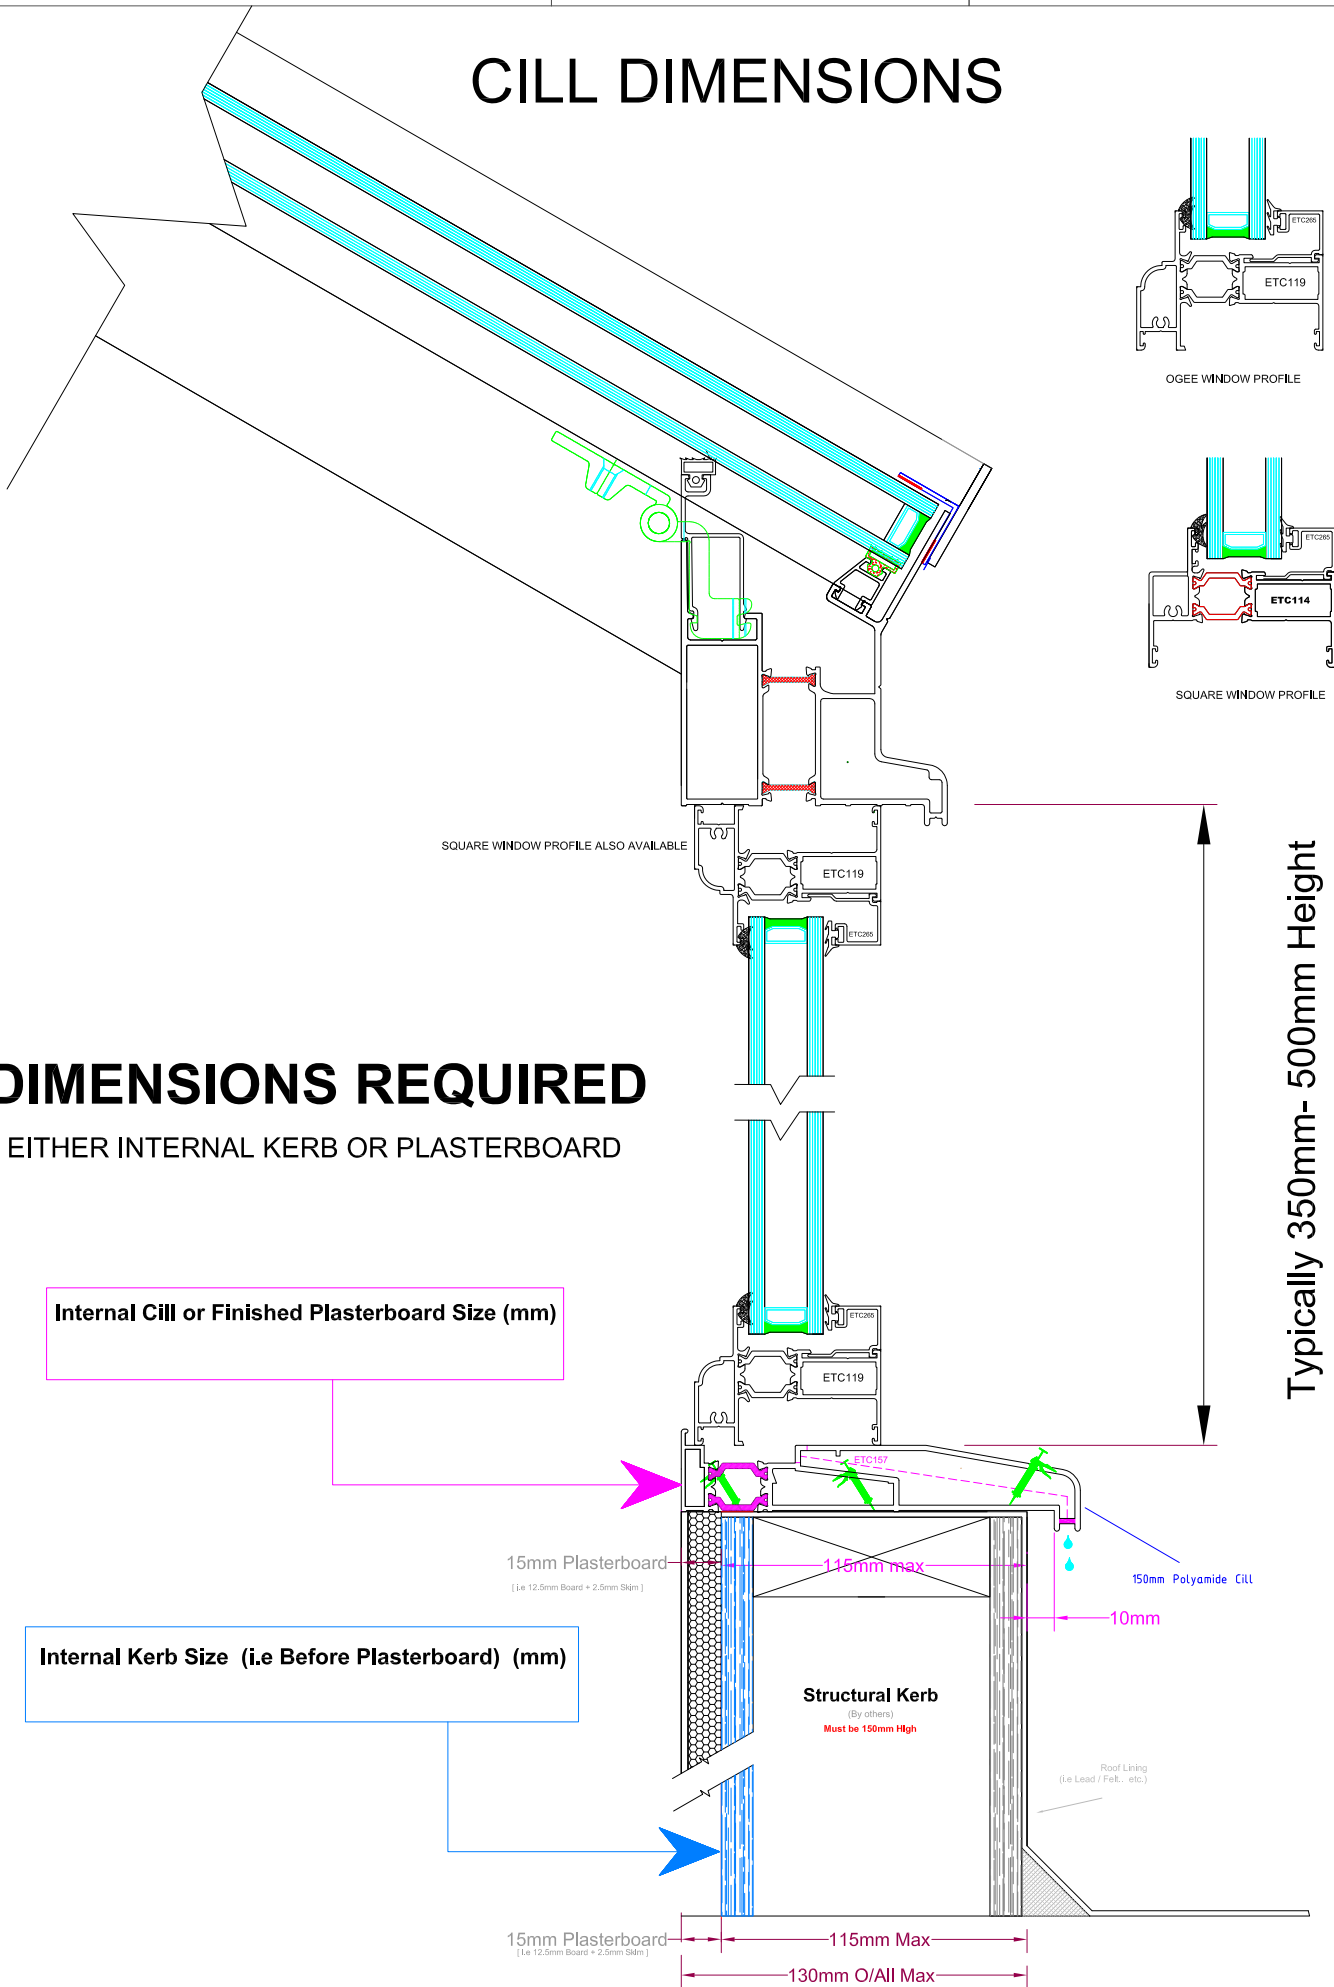 CILL DIMENSIONS
ETC265
ETC119
OGEE WINDOW PROFILE
ETC265
ETC114
SQUARE WINDOW PROFILE
SQUARE WINDOW PROFILE ALSO AVAILABLE
ETC119
ETC265
Typically 350mm- 500mm Height
DIMENSIONS REQUIRED
EITHER INTERNAL KERB OR PLASTERBOARD
Internal Cill or Finished Plasterboard Size (mm)
ETC265
ETC119
ETC157
15mm Plasterboard
[ i.e 12.5mm Board + 2.5mm Skim ]
115mm max
150mm Polyamide Cill
10mm
Internal Kerb Size (i.e Before Plasterboard) (mm)
Structural Kerb
(By others)
Must be 150mm High
Roof Lining
(i.e Lead / Felt.. etc.)
15mm Plasterboard
[ i.e 12.5mm Board + 2.5mm Skim ]
115mm Max
130mm O/All Max